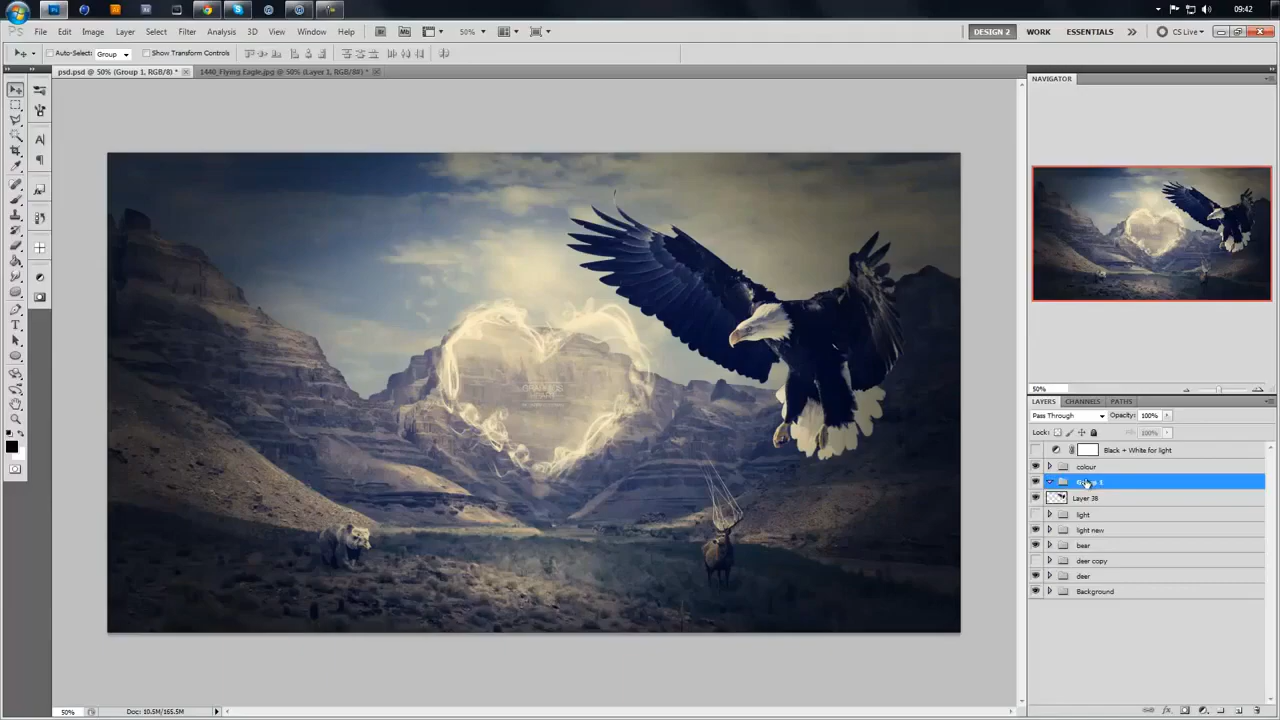 09:42
Ps
File Edit Image Layer Select Filter Analysis 3D View Window Help
Br
Mb
50%
DESIGN 2 WORK ESSENTIALS
CS Live
Auto-Select: Group
Show Transform Controls
psd.psd @ 50% (Group 1, RGB/8) *
1440_Flying Eagle.jpg @ 50% (Layer 1, RGB/8#) *
NAVIGATOR
50%
LAYERS CHANNELS PATHS
Pass Through Opacity: 100%
Lock: 100%
Black + White for light
colour
Layer 38
light
light new
bear
deer copy
deer
Background
50% Doc: 10.5M/165.5M